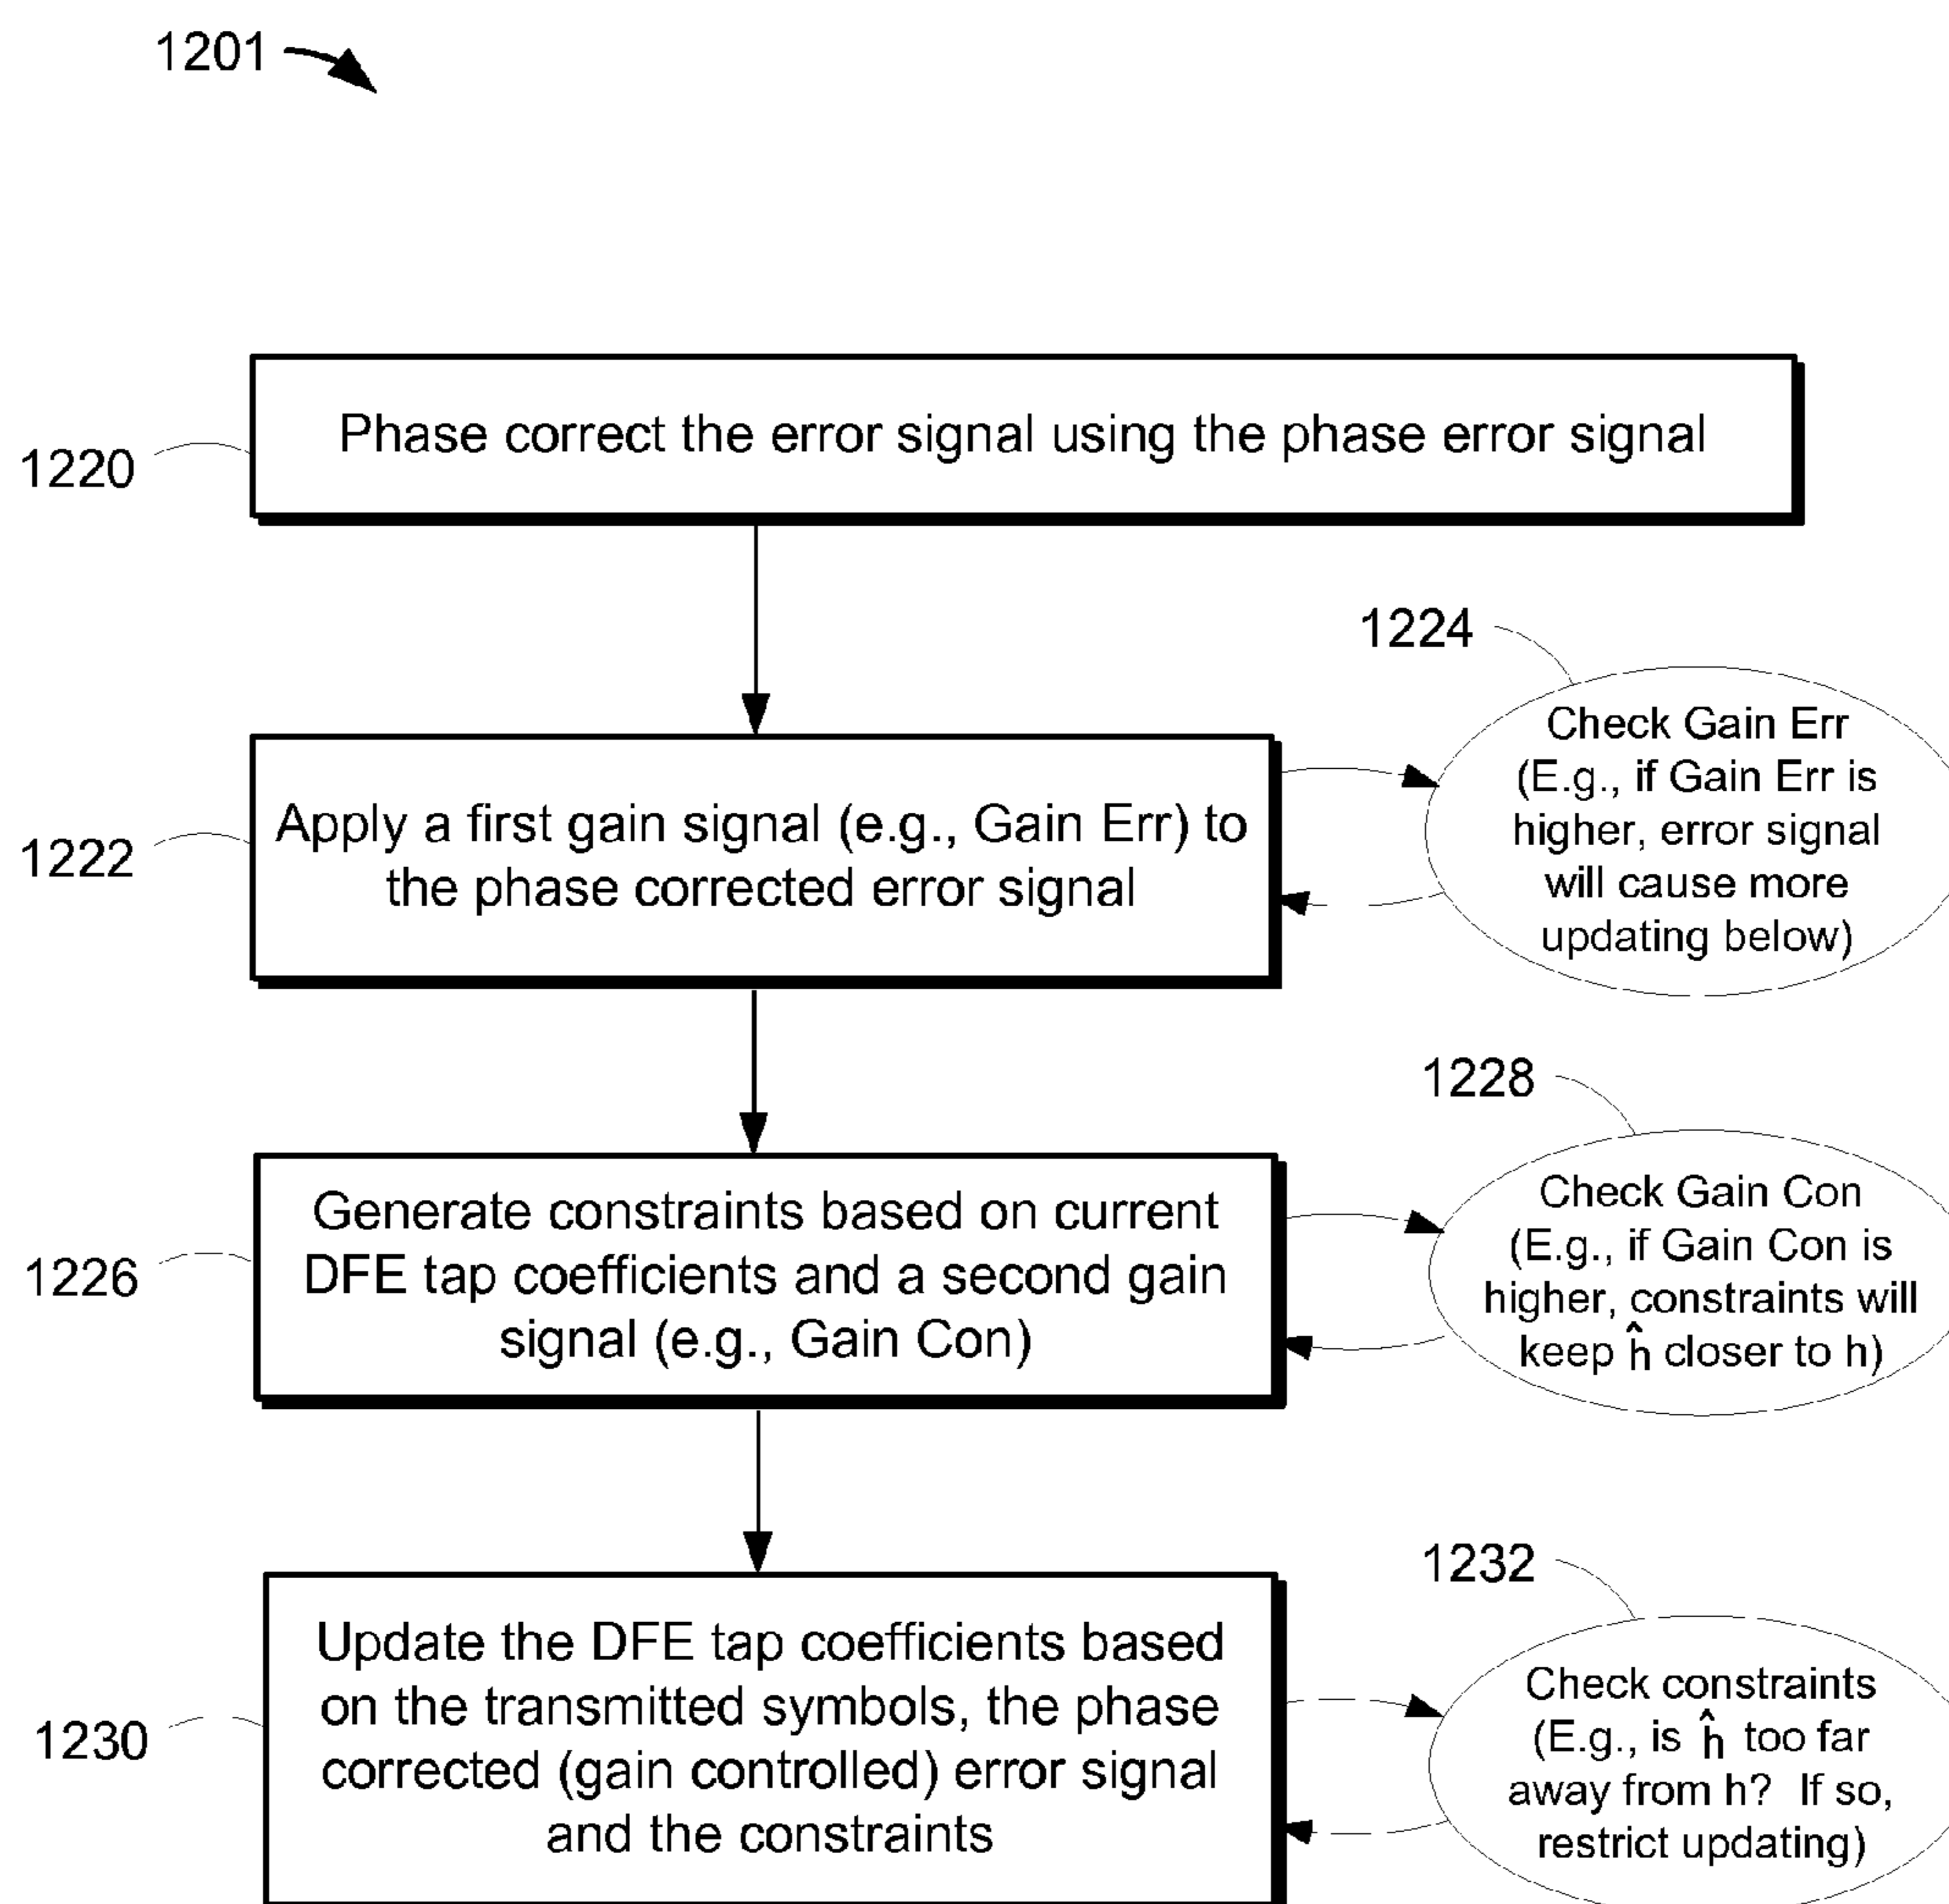 1201
1220
Phase correct the error signal using the phase error signal
1222
Apply a first gain signal (e.g., Gain Err) to
the phase corrected error signal
1224
Check Gain Err
(E.g., if Gain Err is
higher, error signal
will cause more
updating below)
1226
Generate constraints based on current
DFE tap coefficients and a second gain
signal (e.g., Gain Con)
1228
Check Gain Con
(E.g., if Gain Con is
higher, constraints will
keep ĥ closer to h)
1230
Update the DFE tap coefficients based
on the transmitted symbols, the phase
corrected (gain controlled) error signal
and the constraints
1232
Check constraints
(E.g., is ĥ too far
away from h? If so,
restrict updating)